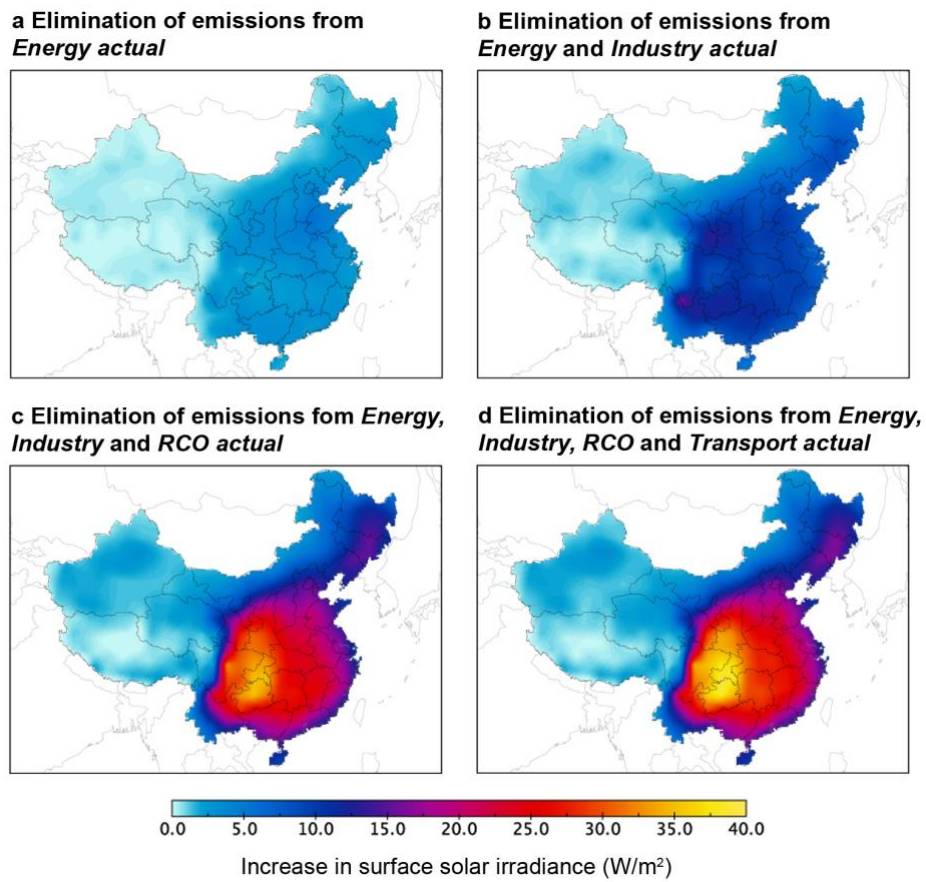 a Elimination of emissions from
Energy actual
b Elimination of emissions from
Energy and Industry actual
c Elimination of emissions fom Energy,
Industry and RCO actual
d Elimination of emissions from Energy,
Industry, RCO and Transport actual
0.0 5.0 10.0 15.0 20.0 25.0 30.0 35.0 40.0
Increase in surface solar irradiance (W/m²)